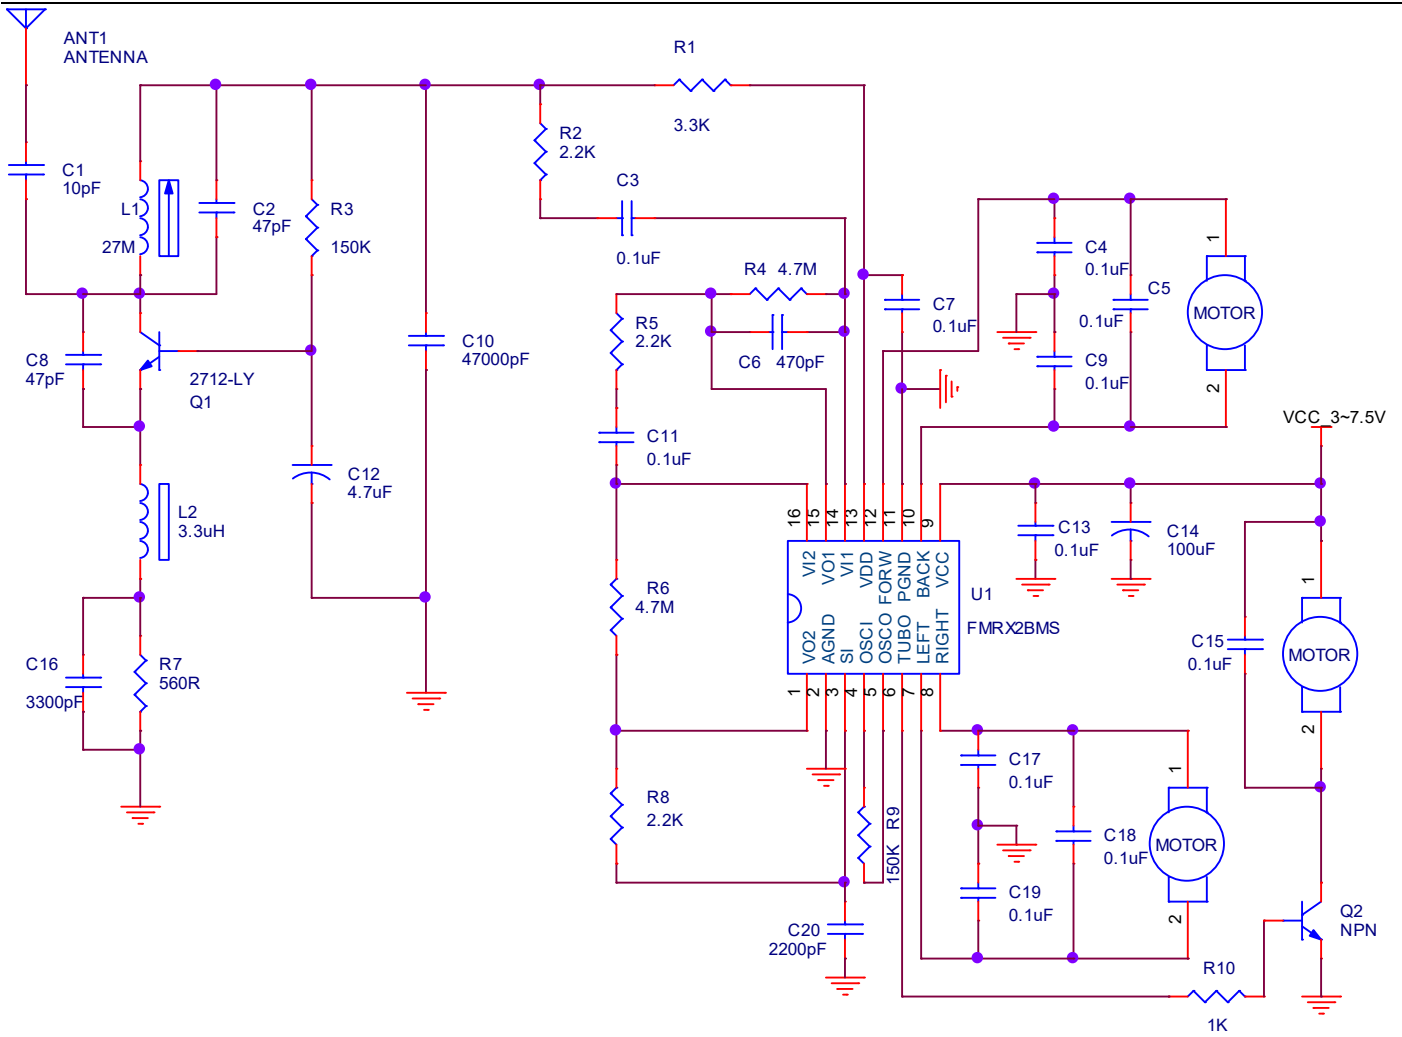 ANT1
ANTENNA
R1
3.3K
R2
2.2K
C1
10pF
L1
27M
C2
47pF
R3
150K
C3
0.1uF
R4 4.7M
C4
0.1uF
C5
0.1uF
1
MOTOR
2
C7
0.1uF
R5
2.2K
C6 470pF
C8
47pF
2712-LY
Q1
C10
47000pF
C9
0.1uF
VCC_3~7.5V
C11
0.1uF
C12
4.7uF
L2
3.3uH
C13
0.1uF
C14
100uF
16
15
14
13
12
11
10
9
VI2
VO1
VI1
VDD
FORW
PGND
BACK
VCC
U1
FMRX2BMS
VO2
AGND
SI
OSCI
OSCO
TUBO
LEFT
RIGHT
1
2
3
4
5
6
7
8
R6
4.7M
C15
0.1uF
1
MOTOR
2
C16
3300pF
R7
560R
R8
2.2K
150K R9
C17
0.1uF
C18
0.1uF
1
MOTOR
2
C19
0.1uF
C20
2200pF
Q2
NPN
R10
1K